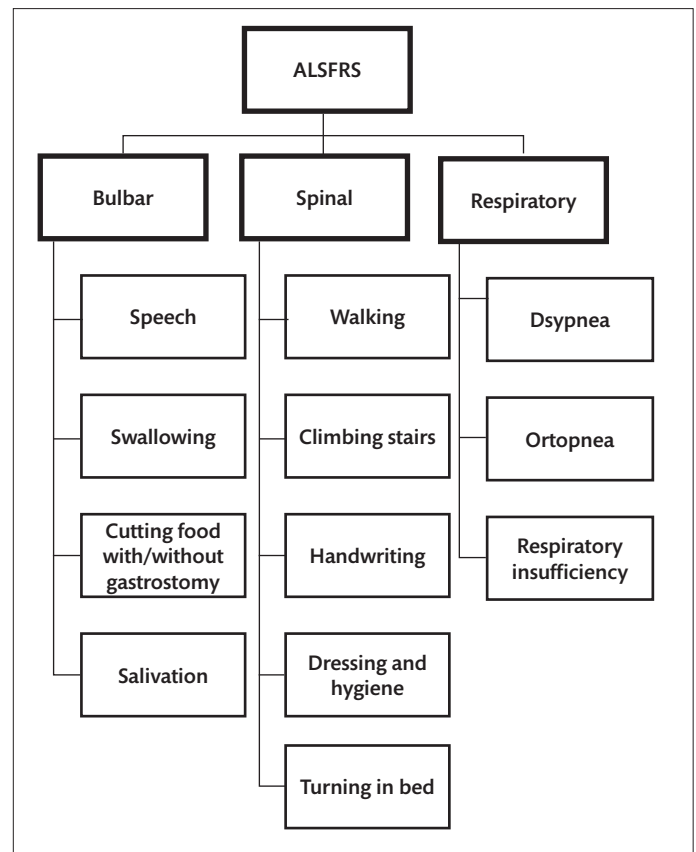 ALSFRS
Bulbar
Spinal
Respiratory
Speech
Swallowing
Cutting food
with/without
gastrostomy
Salivation
Walking
Climbing stairs
Handwriting
Dressing and
hygiene
Turning in bed
Dsypnea
Ortopnea
Respiratory
insufficiency